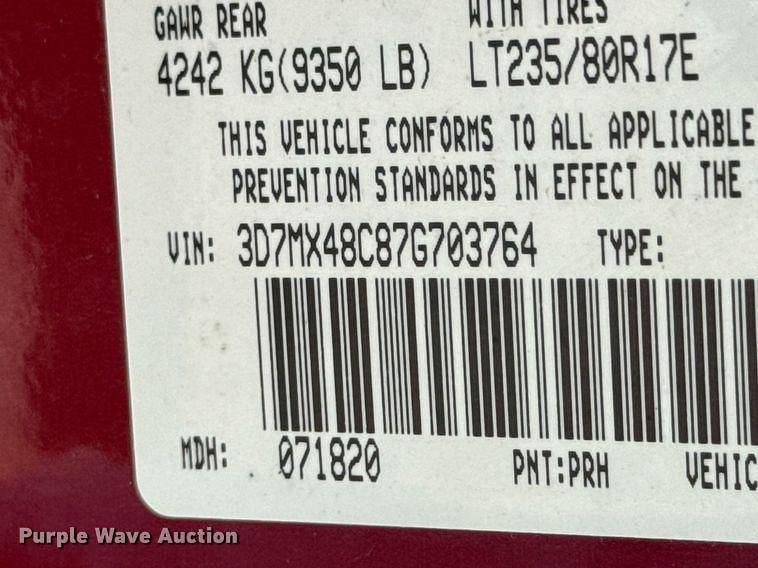 GAWR REAR WITH TIRES
4242 KG(9350 LB) LT235/80R17E
THIS VEHICLE CONFORMS TO ALL APPLICABLE
PREVENTION STANDARDS IN EFFECT ON THE
VIN: 3D7MX48C87G703764 TYPE:
MDH: 071820 PNT:PRH VEHIC
Purple Wave Auction